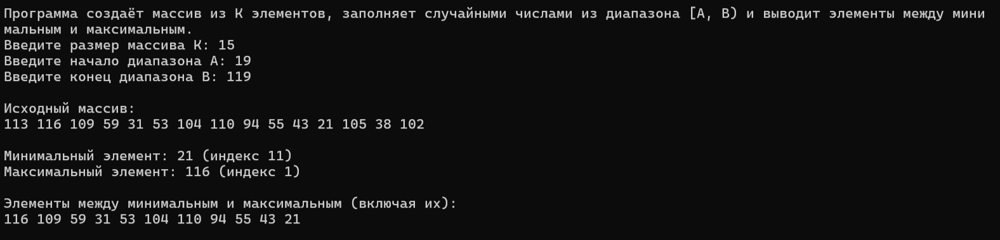 Программа создаёт массив из K элементов, заполняет случайными числами из диапазона [A, B) и выводит элементы между мини
мальным и максимальным.
Введите размер массива K: 15
Введите начало диапазона A: 19
Введите конец диапазона B: 119
Исходный массив:
113 116 109 59 31 53 104 110 94 55 43 21 105 38 102
Минимальный элемент: 21 (индекс 11)
Максимальный элемент: 116 (индекс 1)
Элементы между минимальным и максимальным (включая их):
116 109 59 31 53 104 110 94 55 43 21